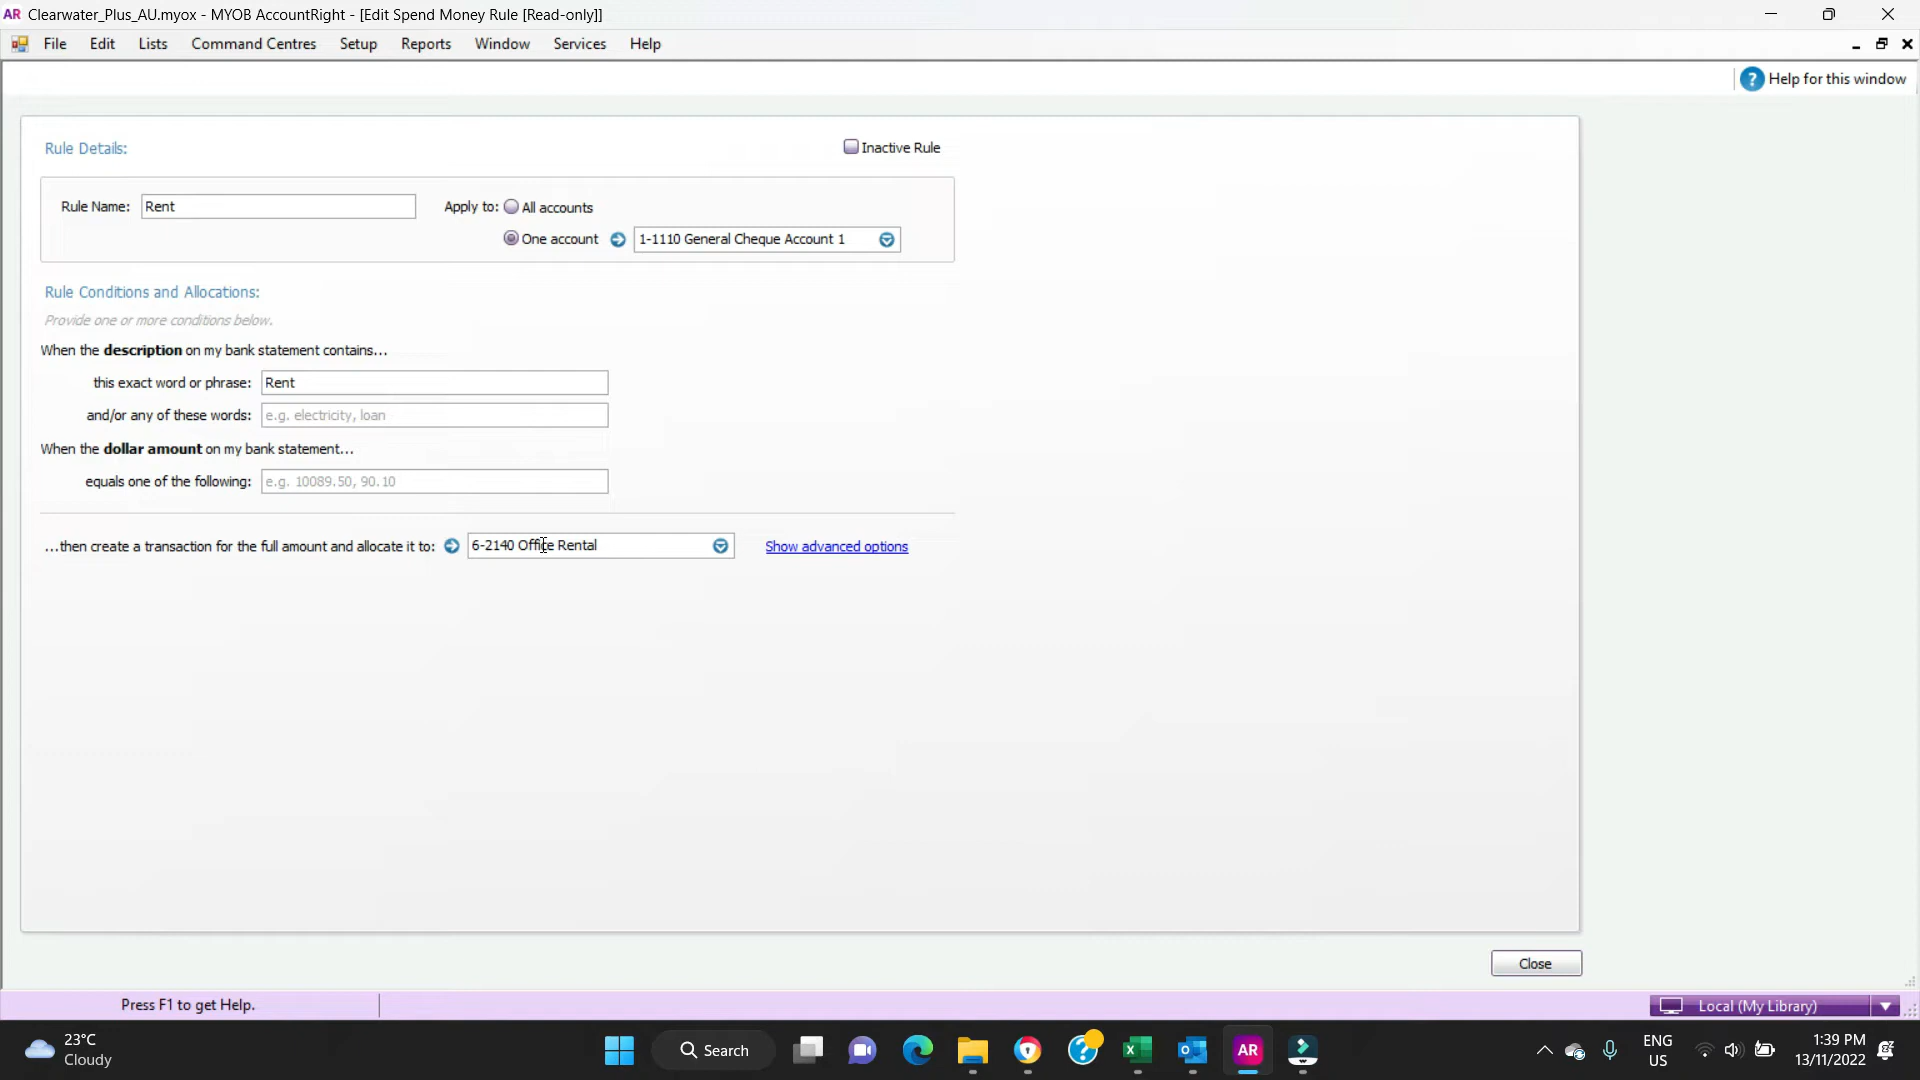 AR Clearwater_Plus_AU.myox - MYOB AccountRight - [Edit Spend Money Rule [Read-only]]
File Edit Lists Command Centres Setup Reports Window Services Help
? Help for this window
Rule Details:
Inactive Rule
Rule Name: Rent
Apply to: All accounts
One account 1-1110 General Cheque Account 1
Rule Conditions and Allocations:
Provide one or more conditions below.
When the description on my bank statement contains...
this exact word or phrase: Rent
and/or any of these words: e.g. electricity, loan
When the dollar amount on my bank statement...
equals one of the following: e.g. 10089.50, 90.10
...then create a transaction for the full amount and allocate it to: 6-2140 Office Rental Show advanced options
Close
Press F1 to get Help.
Local (My Library)
23°C
Cloudy
Search
AR
ENG
US
1:39 PM
13/11/2022